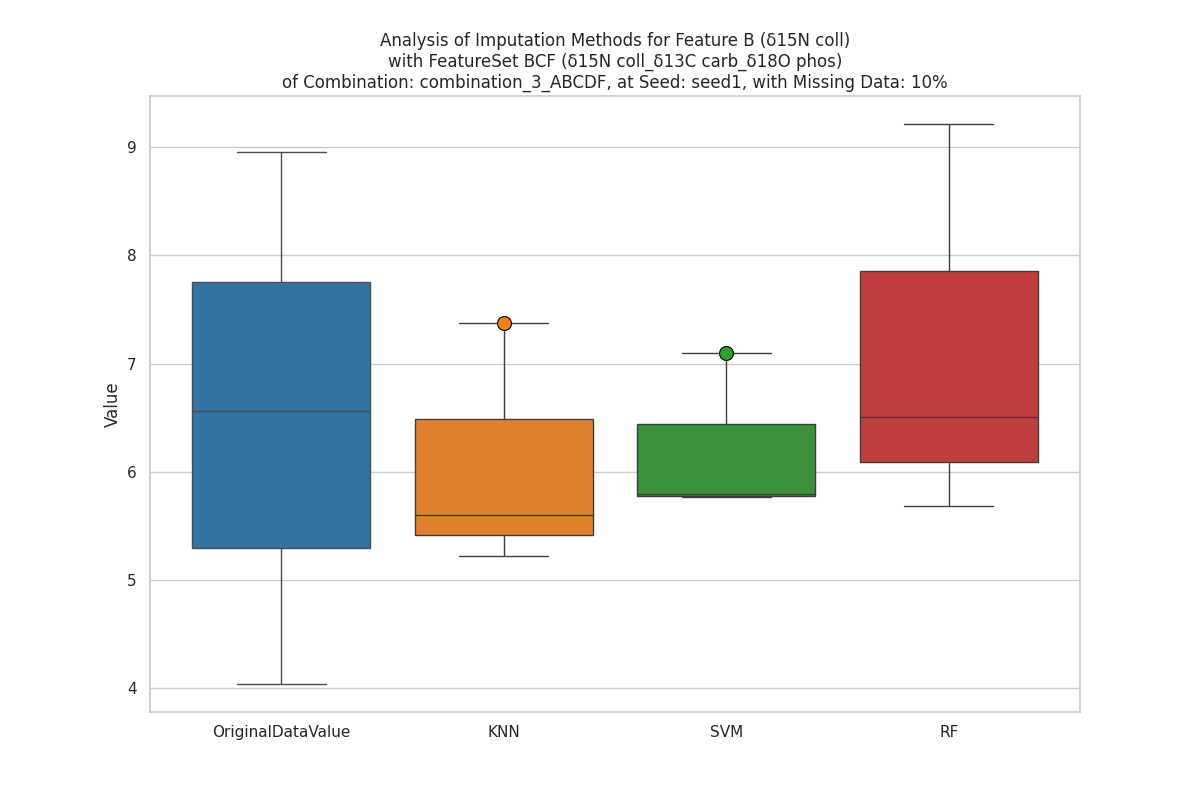 Analysis of Imputation Methods for Feature B (δ15N coll)
with FeatureSet BCF (δ15N coll_δ13C carb_δ18O phos)
of Combination: combination_3_ABCDF, at Seed: seed1, with Missing Data: 10%
9
8
7
6
5
4
Value
OriginalDataValue
KNN
SVM
RF